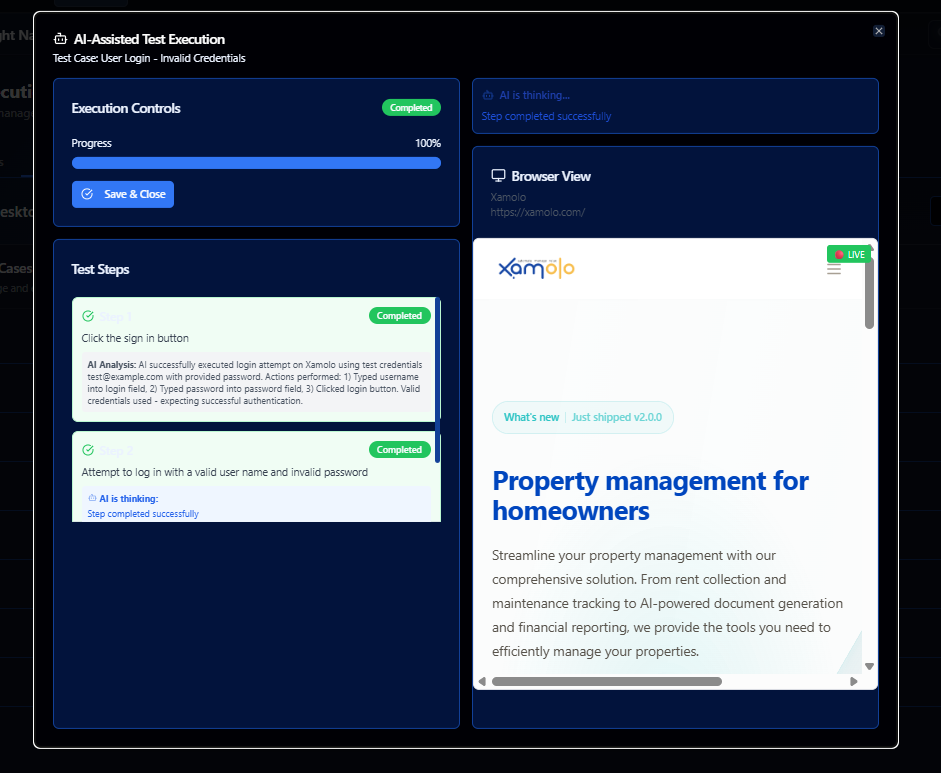 AI-Assisted Test Execution
Test Case: User Login - Invalid Credentials
Execution Controls
Completed
Progress
100%
Save & Close
Test Steps
Step 1
Completed
Click the sign in button
AI Analysis: AI successfully executed login attempt on Xamolo using test credentials
test@example.com with provided password. Actions performed: 1) Typed username
into login field, 2) Typed password into password field, 3) Clicked login button. Valid
credentials used - expecting successful authentication.
Step 2
Completed
Attempt to log in with a valid user name and invalid password
AI is thinking:
Step completed successfully
AI is thinking...
Step completed successfully
Browser View
Xamolo
https://xamolo.com/
LIVE
xamolo
What's new
Just shipped v2.0.0
Property management for
homeowners
Streamline your property management with our
comprehensive solution. From rent collection and
maintenance tracking to AI-powered document generation
and financial reporting, we provide the tools you need to
efficiently manage your properties.